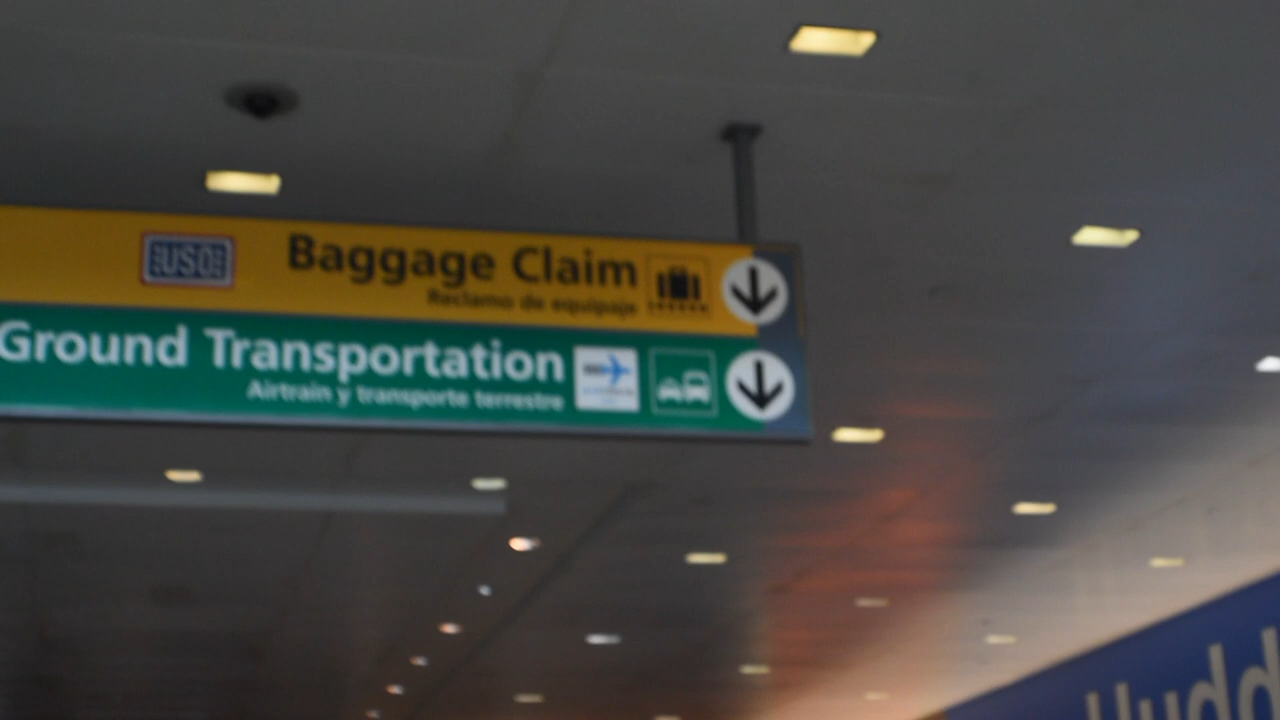 USO
Baggage Claim
Reclamo de equipaje
Ground Transportation
Airtrain y transporte terrestre